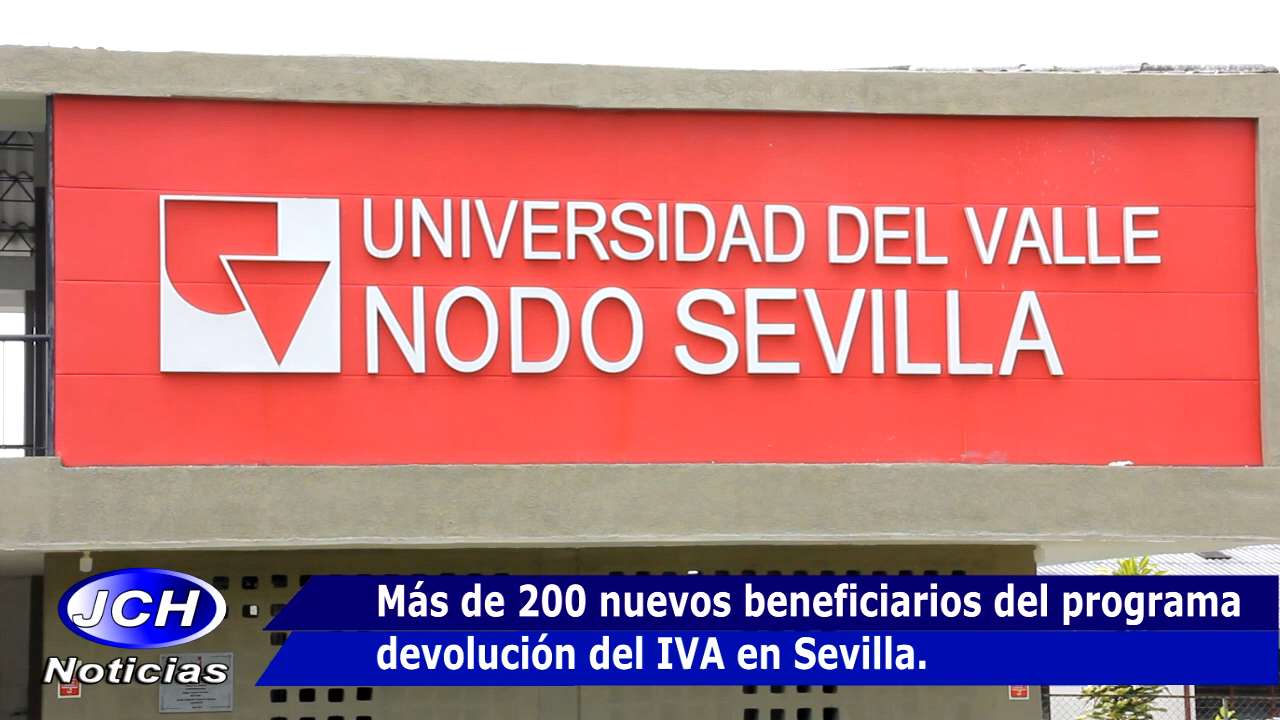 UNIVERSIDAD DEL VALLE
NODO SEVILLA
JCH
Noticias
Más de 200 nuevos beneficiarios del programa
devolución del IVA en Sevilla.